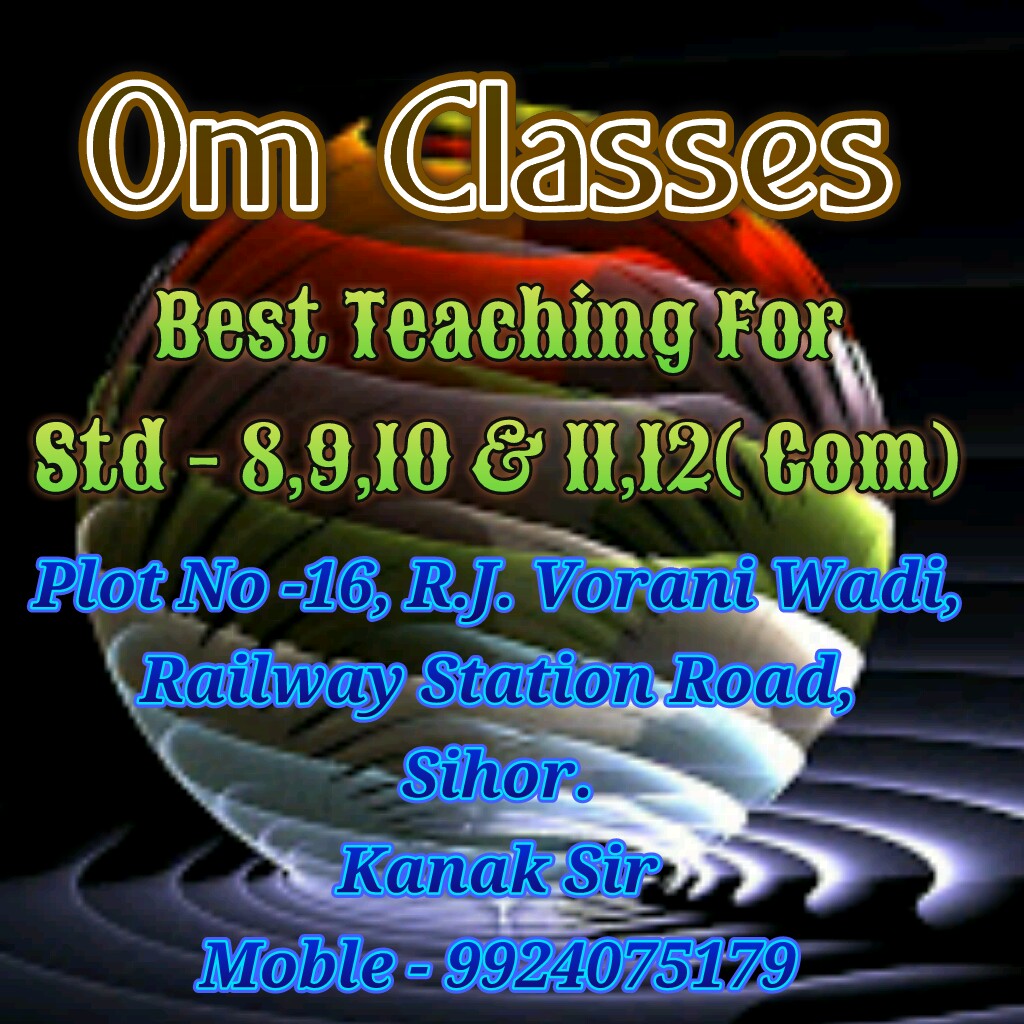 Om Classes
Best Teaching For
Std - 8,9,10 & 11,12( Com)
Plot No -16, R.J. Vorani Wadi,
Railway Station Road,
Sihor.
Kanak Sir
Moble - 9924075179